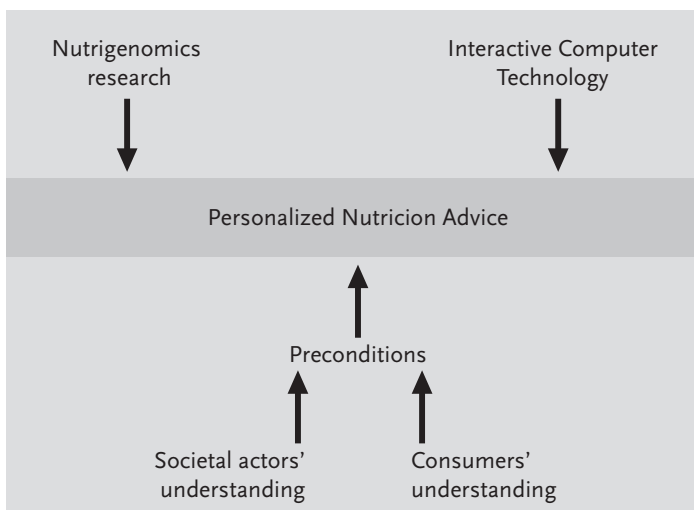 Nutrigenomics
research
Interactive Computer
Technology
Personalized Nutricion Advice
Preconditions
Societal actors'
understanding
Consumers'
understanding